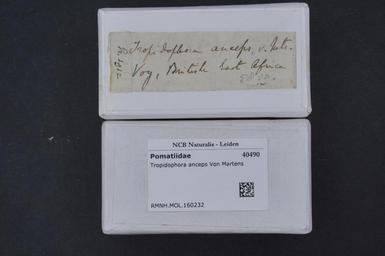 Tropidophora anceps, v. Mts.
Voy, British East Africa
NCB Naturalis - Leiden
Pomatiidae 40490
Tropidophora anceps Von Martens
RMNH.MOL.160232